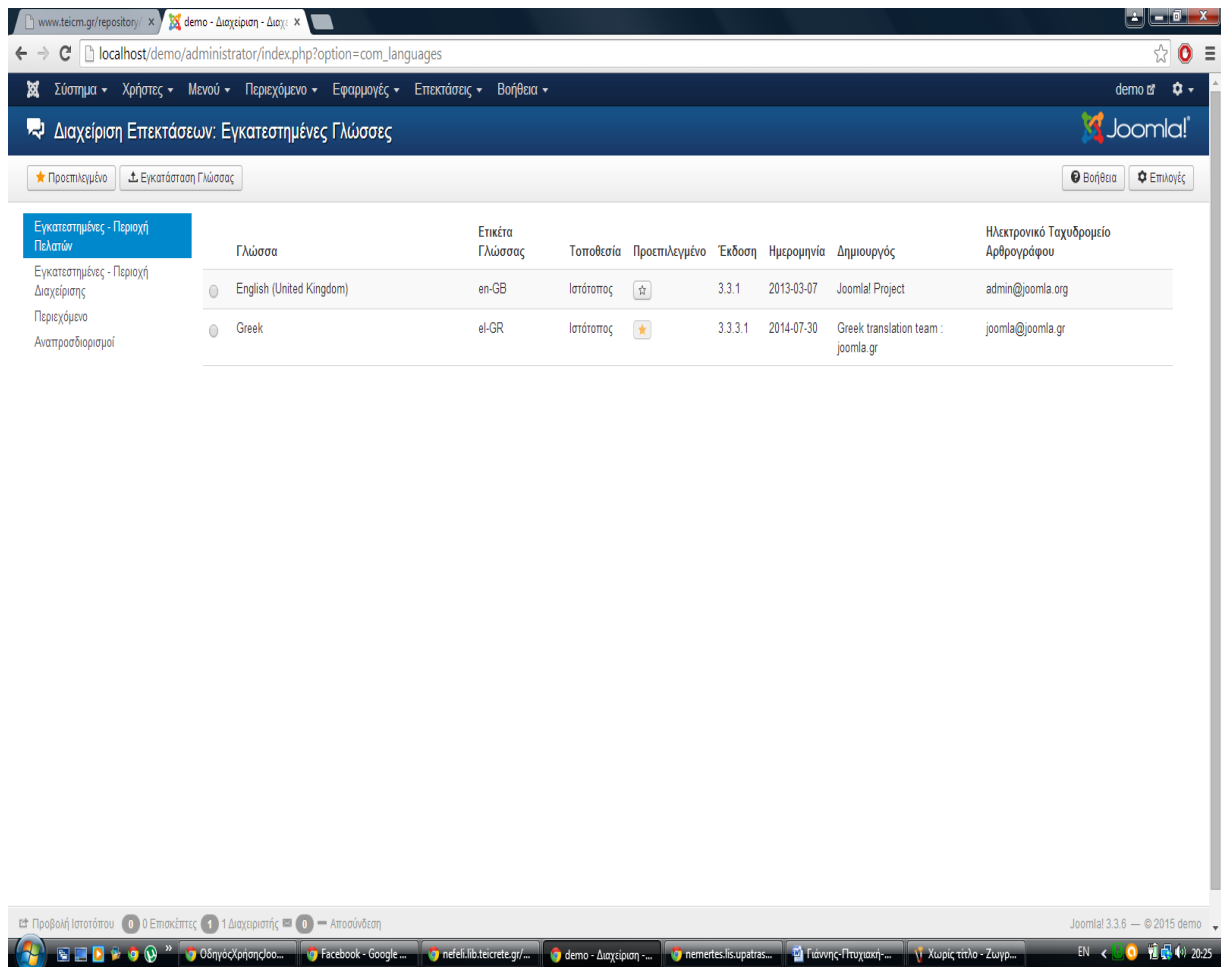 www.teicm.gr/repository/ demo - Διαχείριση - Διαχε
localhost/demo/administrator/index.php?option=com_languages
Σύστημα Χρήστες Μενού Περιεχόμενο Εφαρμογές Επεκτάσεις Βοήθεια demo
Διαχείριση Επεκτάσεων: Εγκατεστημένες Γλώσσες Joomla!
Προεπιλεγμένο Εγκατάσταση Γλώσσας Βοήθεια Επιλογές
Εγκατεστημένες - Περιοχή
Πελατών
Εγκατεστημένες - Περιοχή
Διαχείρισης
Περιεχόμενο
Αναπροσδιορισμοί
Γλώσσα Ετικέτα Γλώσσας Τοποθεσία Προεπιλεγμένο Έκδοση Ημερομηνία Δημιουργός Ηλεκτρονικό Ταχυδρομείο Αρθρογράφου
English (United Kingdom) en-GB Ιστότοπος 3.3.1 2013-03-07 Joomla! Project admin@joomla.org
Greek el-GR Ιστότοπος 3.3.3.1 2014-07-30 Greek translation team : joomla.gr joomla@joomla.gr
Προβολή Ιστοτόπου 0 0 Επισκέπτες 1 1 Διαχειριστής 0 Αποσύνδεση Joomla! 3.3.6 — © 2015 demo
ΟδηγόςΧρήσηςJoo... Facebook - Google ... nefeli.lib.teicrete.gr/... demo - Διαχείριση -... nemertes.lis.upatras... Γιάννης-Πτυχιακή-... Χωρίς τίτλο - Ζωγρ... EN 20:25